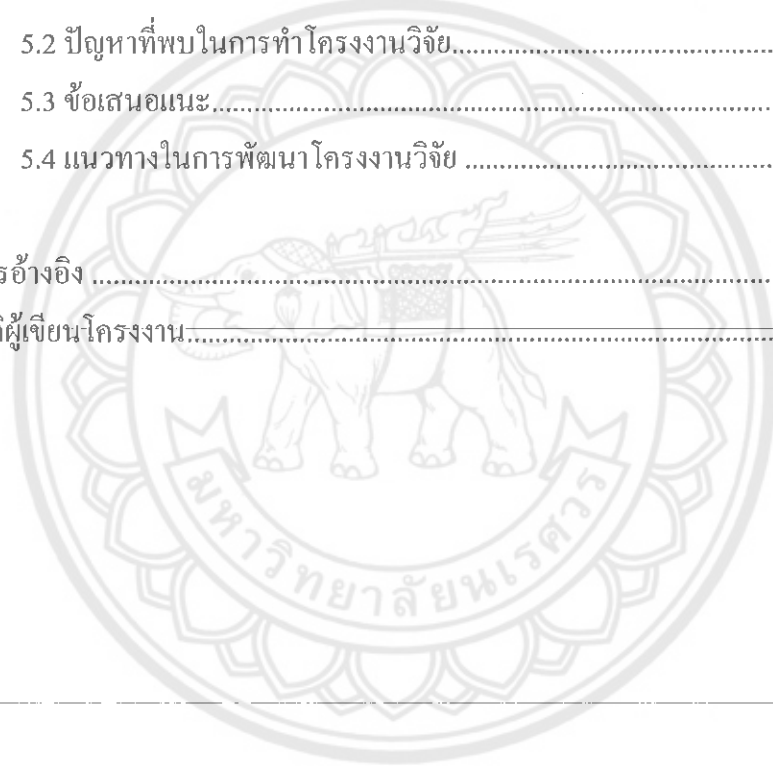 5.2 ปัญหาที่พบในการทำโครงงานวิจัย
5.3 ข้อเสนอแนะ
5.4 แนวทางในการพัฒนาโครงงานวิจัย
รอ้างอิง
ผู้เขียนโครงงาน
มหาวิทยาลัยนเรศวร